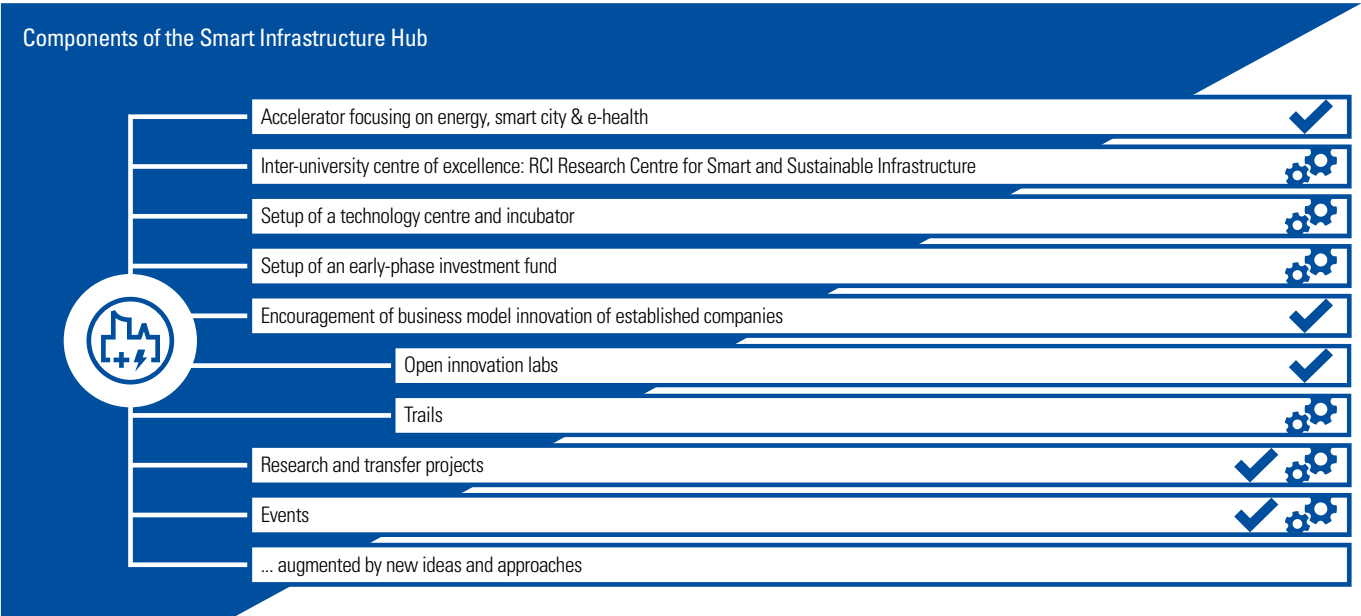 Components of the Smart Infrastructure Hub
Accelerator focusing on energy, smart city & e-health
Inter-university centre of excellence: RCI Research Centre for Smart and Sustainable Infrastructure
Setup of a technology centre and incubator
Setup of an early-phase investment fund
Encouragement of business model innovation of established companies
Open innovation labs
Trails
Research and transfer projects
Events
... augmented by new ideas and approaches